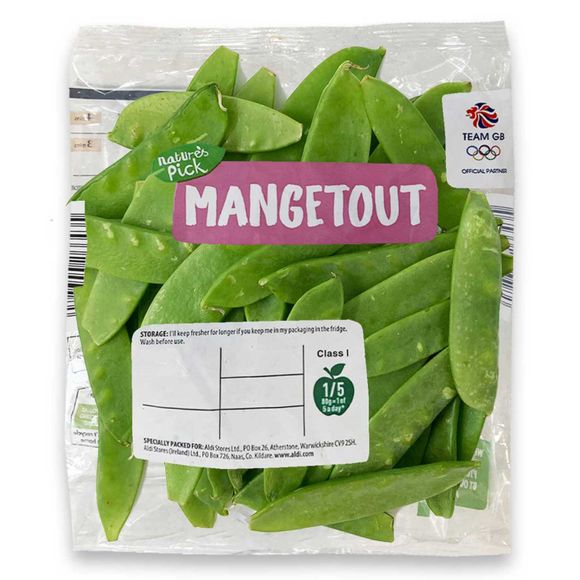 TEAM GB
OFFICIAL PARTNER
nature's
pick
MANGETOUT
STORAGE: I'll keep fresher for longer if you keep me in my packaging in the fridge.
Wash before use.
Class I
1/5
80g=1 of
5 a day*
SPECIALLY PACKED FOR: Aldi Stores Ltd., PO Box 26, Atherstone, Warwickshire CV9 2SH.
Aldi Stores (Ireland) Ltd., PO Box 726, Naas, Co. Kildare. www.aldi.com